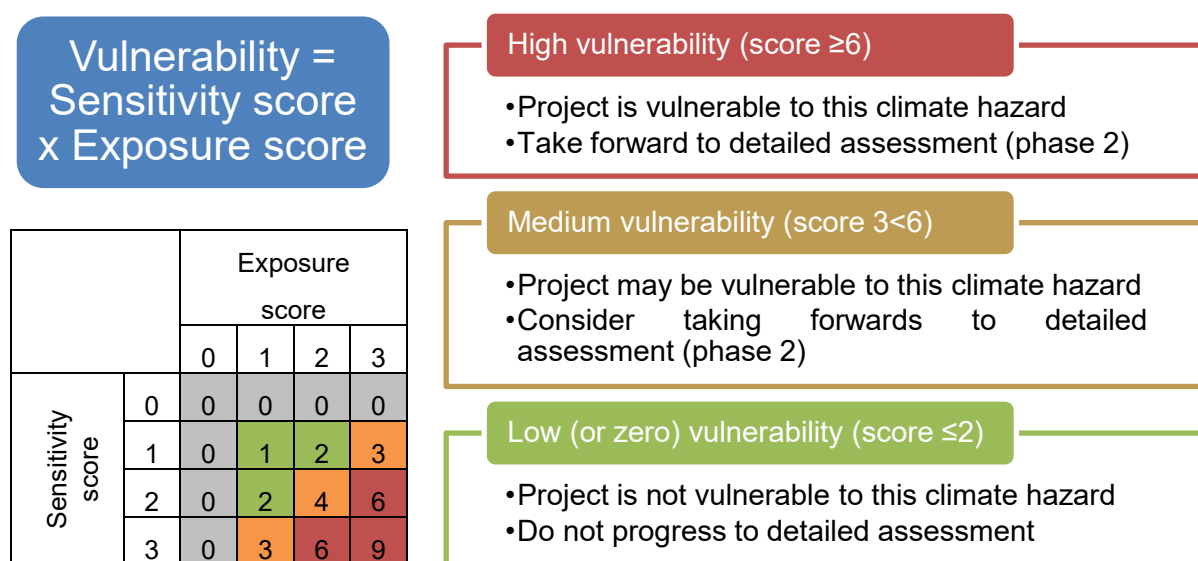 Vulnerability =
Sensitivity score
x Exposure score
Exposure
score
0 1 2 3
Sensitivity
score
0 0 0 0 0
1 0 1 2 3
2 0 2 4 6
3 0 3 6 9
High vulnerability (score ≥6)
•Project is vulnerable to this climate hazard
•Take forward to detailed assessment (phase 2)
Medium vulnerability (score 3<6)
•Project may be vulnerable to this climate hazard
•Consider taking forwards to detailed
assessment (phase 2)
Low (or zero) vulnerability (score ≤2)
•Project is not vulnerable to this climate hazard
•Do not progress to detailed assessment